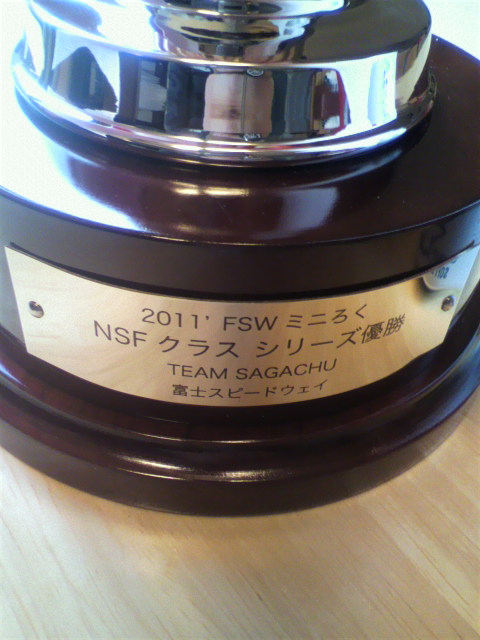 2011' FSW ミニろく
NSF クラス シリーズ優勝
TEAM SAGACHU
富士スピードウェイ